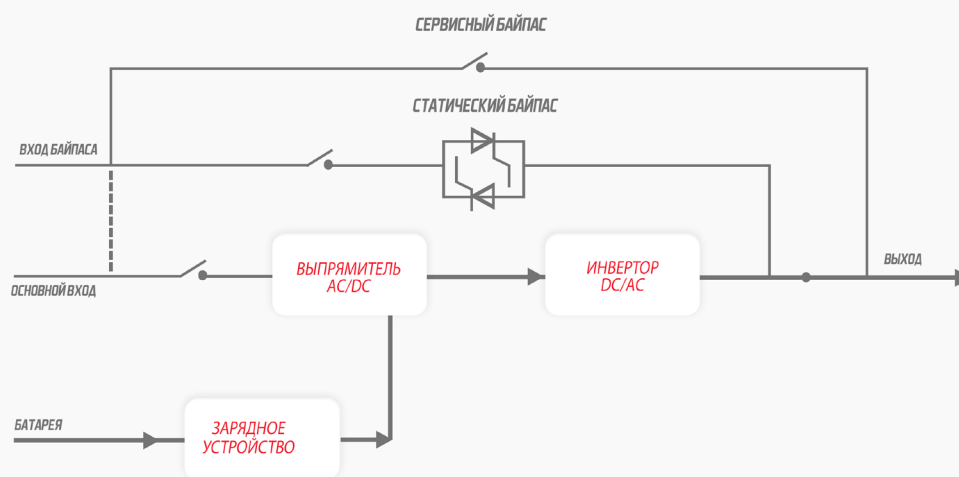 СЕРВИСНЫЙ БАЙПАС
СТАТИЧЕСКИЙ БАЙПАС
ВХОД БАЙПАСА
ВЫПРЯМИТЕЛЬ
AC/DC
ИНВЕРТОР
DC/AC
ВЫХОД
ОСНОВНОЙ ВХОД
БАТАРЕЯ
ЗАРЯДНОЕ
УСТРОЙСТВО